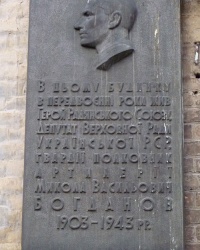 В ЦЬОМУ БУДИНКУ
В ПЕРЕДВОЄННІ РОКИ ЖИВ
ГЕРОЙ РАДЯНСЬКОГО СОЮЗУ,
ДЕПУТАТ ВЕРХОВНОЇ РАДИ
УКРАЇНСЬКОЇ РСР,
ГВАРДІЇ ПОЛКОВНИК
АРТИЛЕРІЇ
МИКОЛА ВАСИЛЬОВИЧ
БОГДАНОВ
1903-1943 РР.